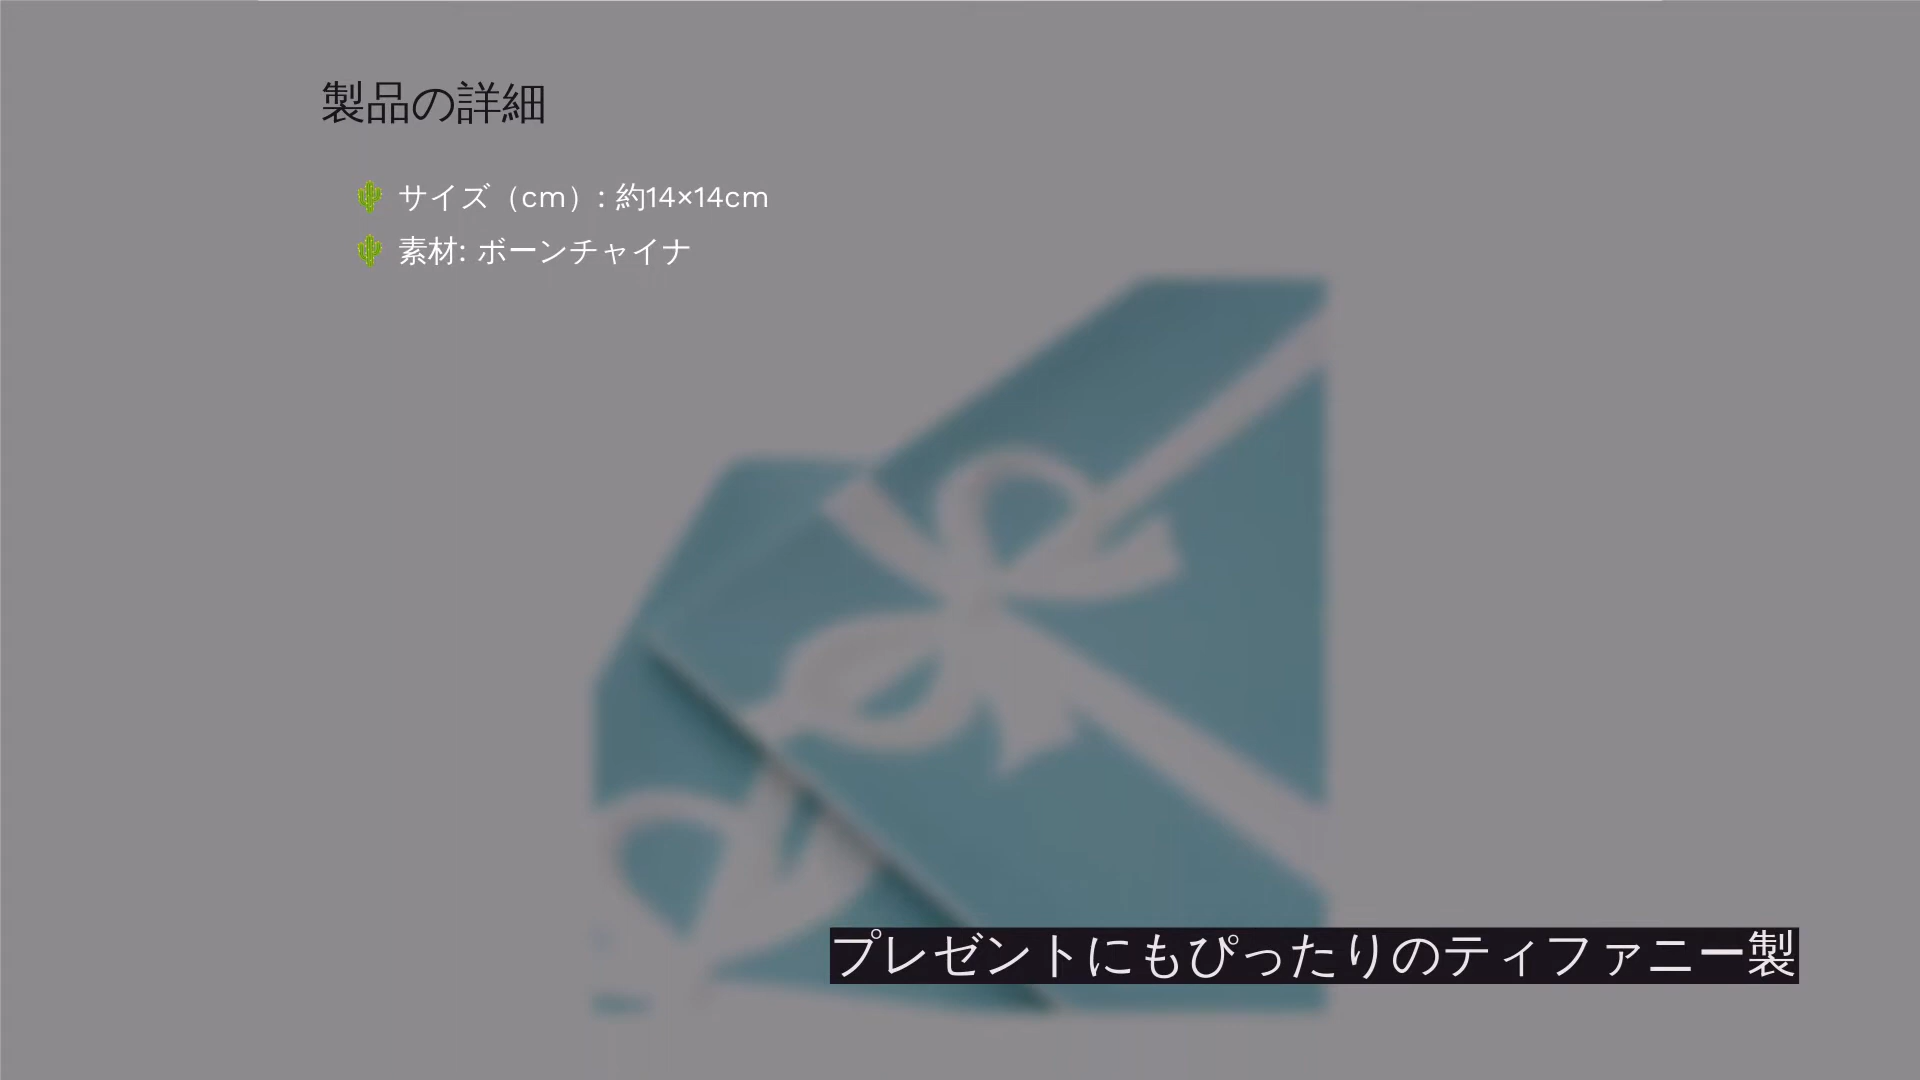 製品の詳細
🌵 サイズ（cm）: 約14×14cm
🌵 素材: ボーンチャイナ
プレゼントにもぴったりのティファニー製